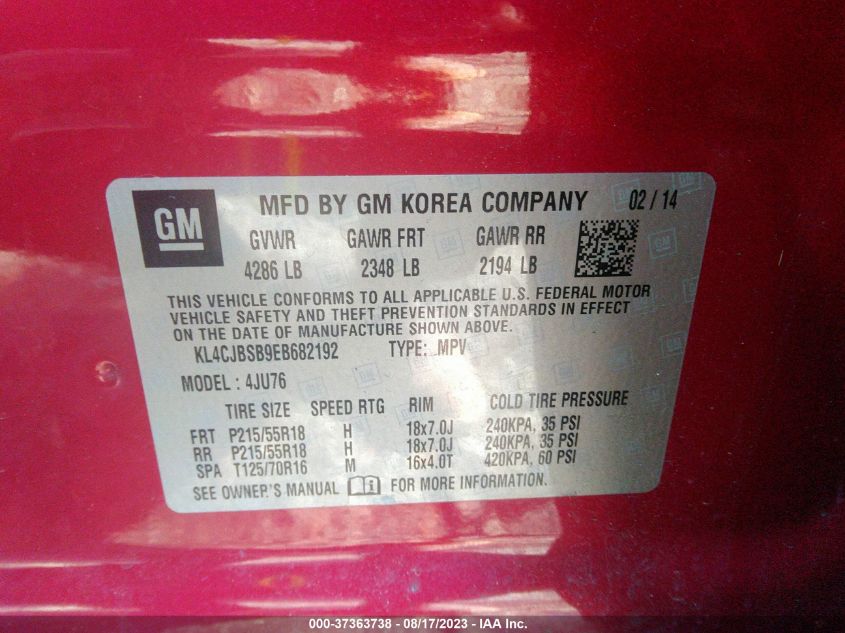 GM
MFD BY GM KOREA COMPANY 02 / 14
GVWR GAWR FRT GAWR RR
4286 LB 2348 LB 2194 LB
THIS VEHICLE CONFORMS TO ALL APPLICABLE U.S. FEDERAL MOTOR
VEHICLE SAFETY AND THEFT PREVENTION STANDARDS IN EFFECT
ON THE DATE OF MANUFACTURE SHOWN ABOVE.
KL4CJBSB9EB682192 TYPE: MPV
MODEL : 4JU76
TIRE SIZE SPEED RTG RIM COLD TIRE PRESSURE
FRT P215/55R18 H 18x7.0J 240KPA, 35 PSI
RR P215/55R18 H 18x7.0J 240KPA, 35 PSI
SPA T125/70R16 M 16x4.0T 420KPA, 60 PSI
SEE OWNER'S MANUAL FOR MORE INFORMATION.
000-37363738 - 08/17/2023 - IAA Inc.